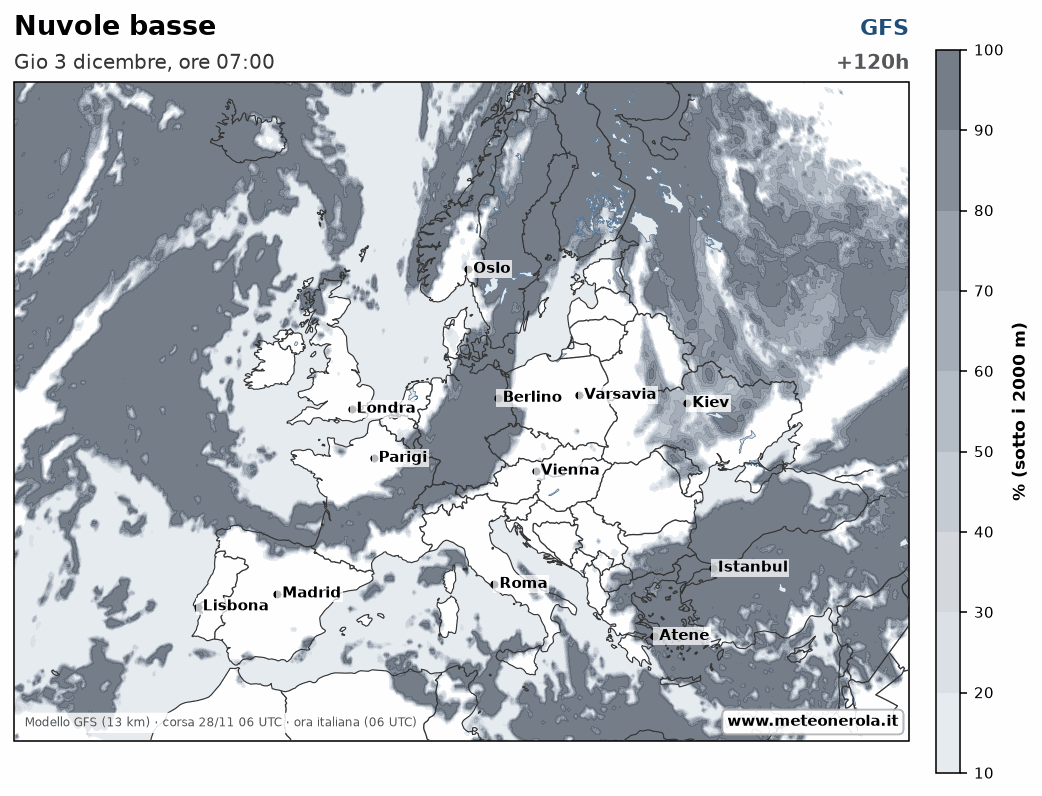 Nuvole basse
GFS
Gio 3 dicembre, ore 07:00
+120h
100
90
80
70
60
50
40
30
20
10
% (sotto i 2000 m)
Oslo
Berlino
Varsavia
Kiev
Londra
Parigi
Vienna
Istanbul
Roma
Madrid
Lisbona
Atene
Modello GFS (13 km) · corsa 28/11 06 UTC · ora italiana (06 UTC)
www.meteonerola.it